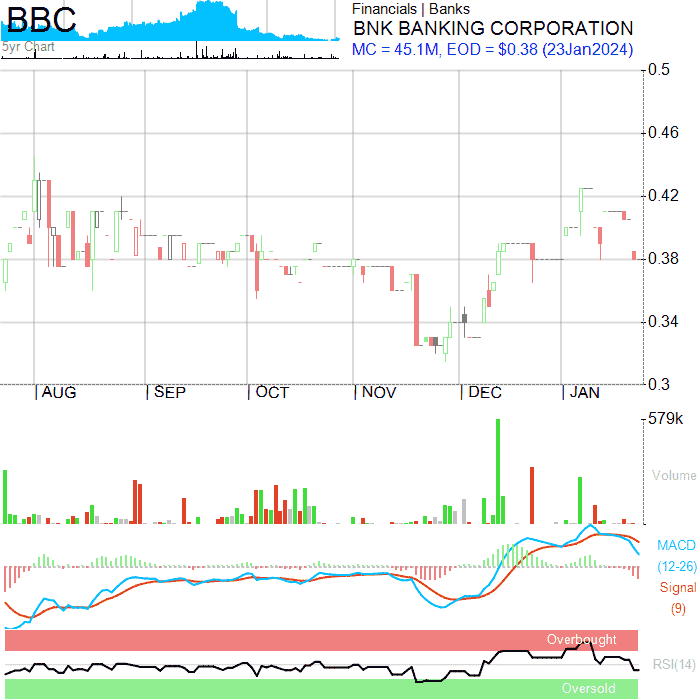 BBC
5yr Chart
Financials | Banks
BNK BANKING CORPORATION
MC = 45.1M, EOD = $0.38 (23Jan2024)
0.5
0.46
0.42
0.38
0.34
0.3
AUG SEP OCT NOV DEC JAN
579k
Volume
MACD
(12-26)
Signal
(9)
Overbought
RSI(14)
Oversold